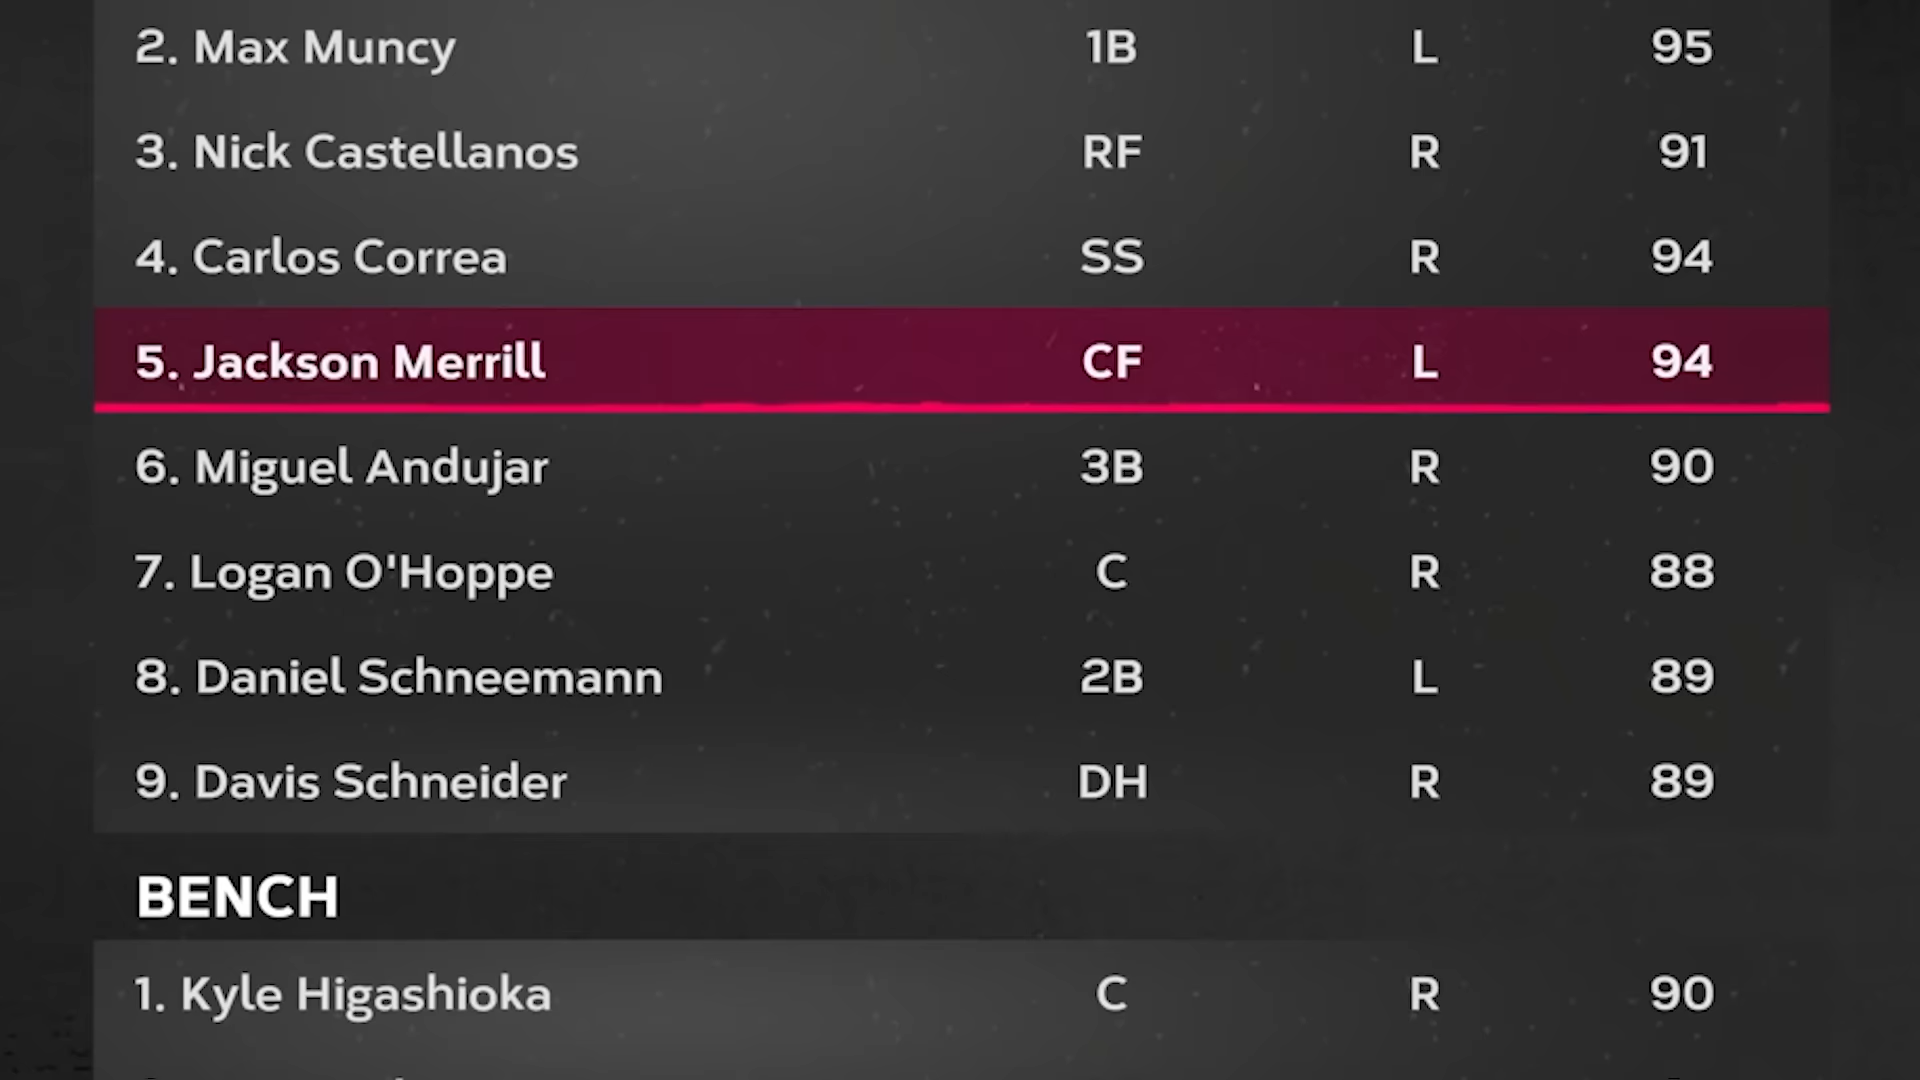 2. Max Muncy 1B L 95
3. Nick Castellanos RF R 91
4. Carlos Correa SS R 94
5. Jackson Merrill CF L 94
6. Miguel Andujar 3B R 90
7. Logan O'Hoppe C R 88
8. Daniel Schneemann 2B L 89
9. Davis Schneider DH R 89
BENCH
1. Kyle Higashioka C R 90